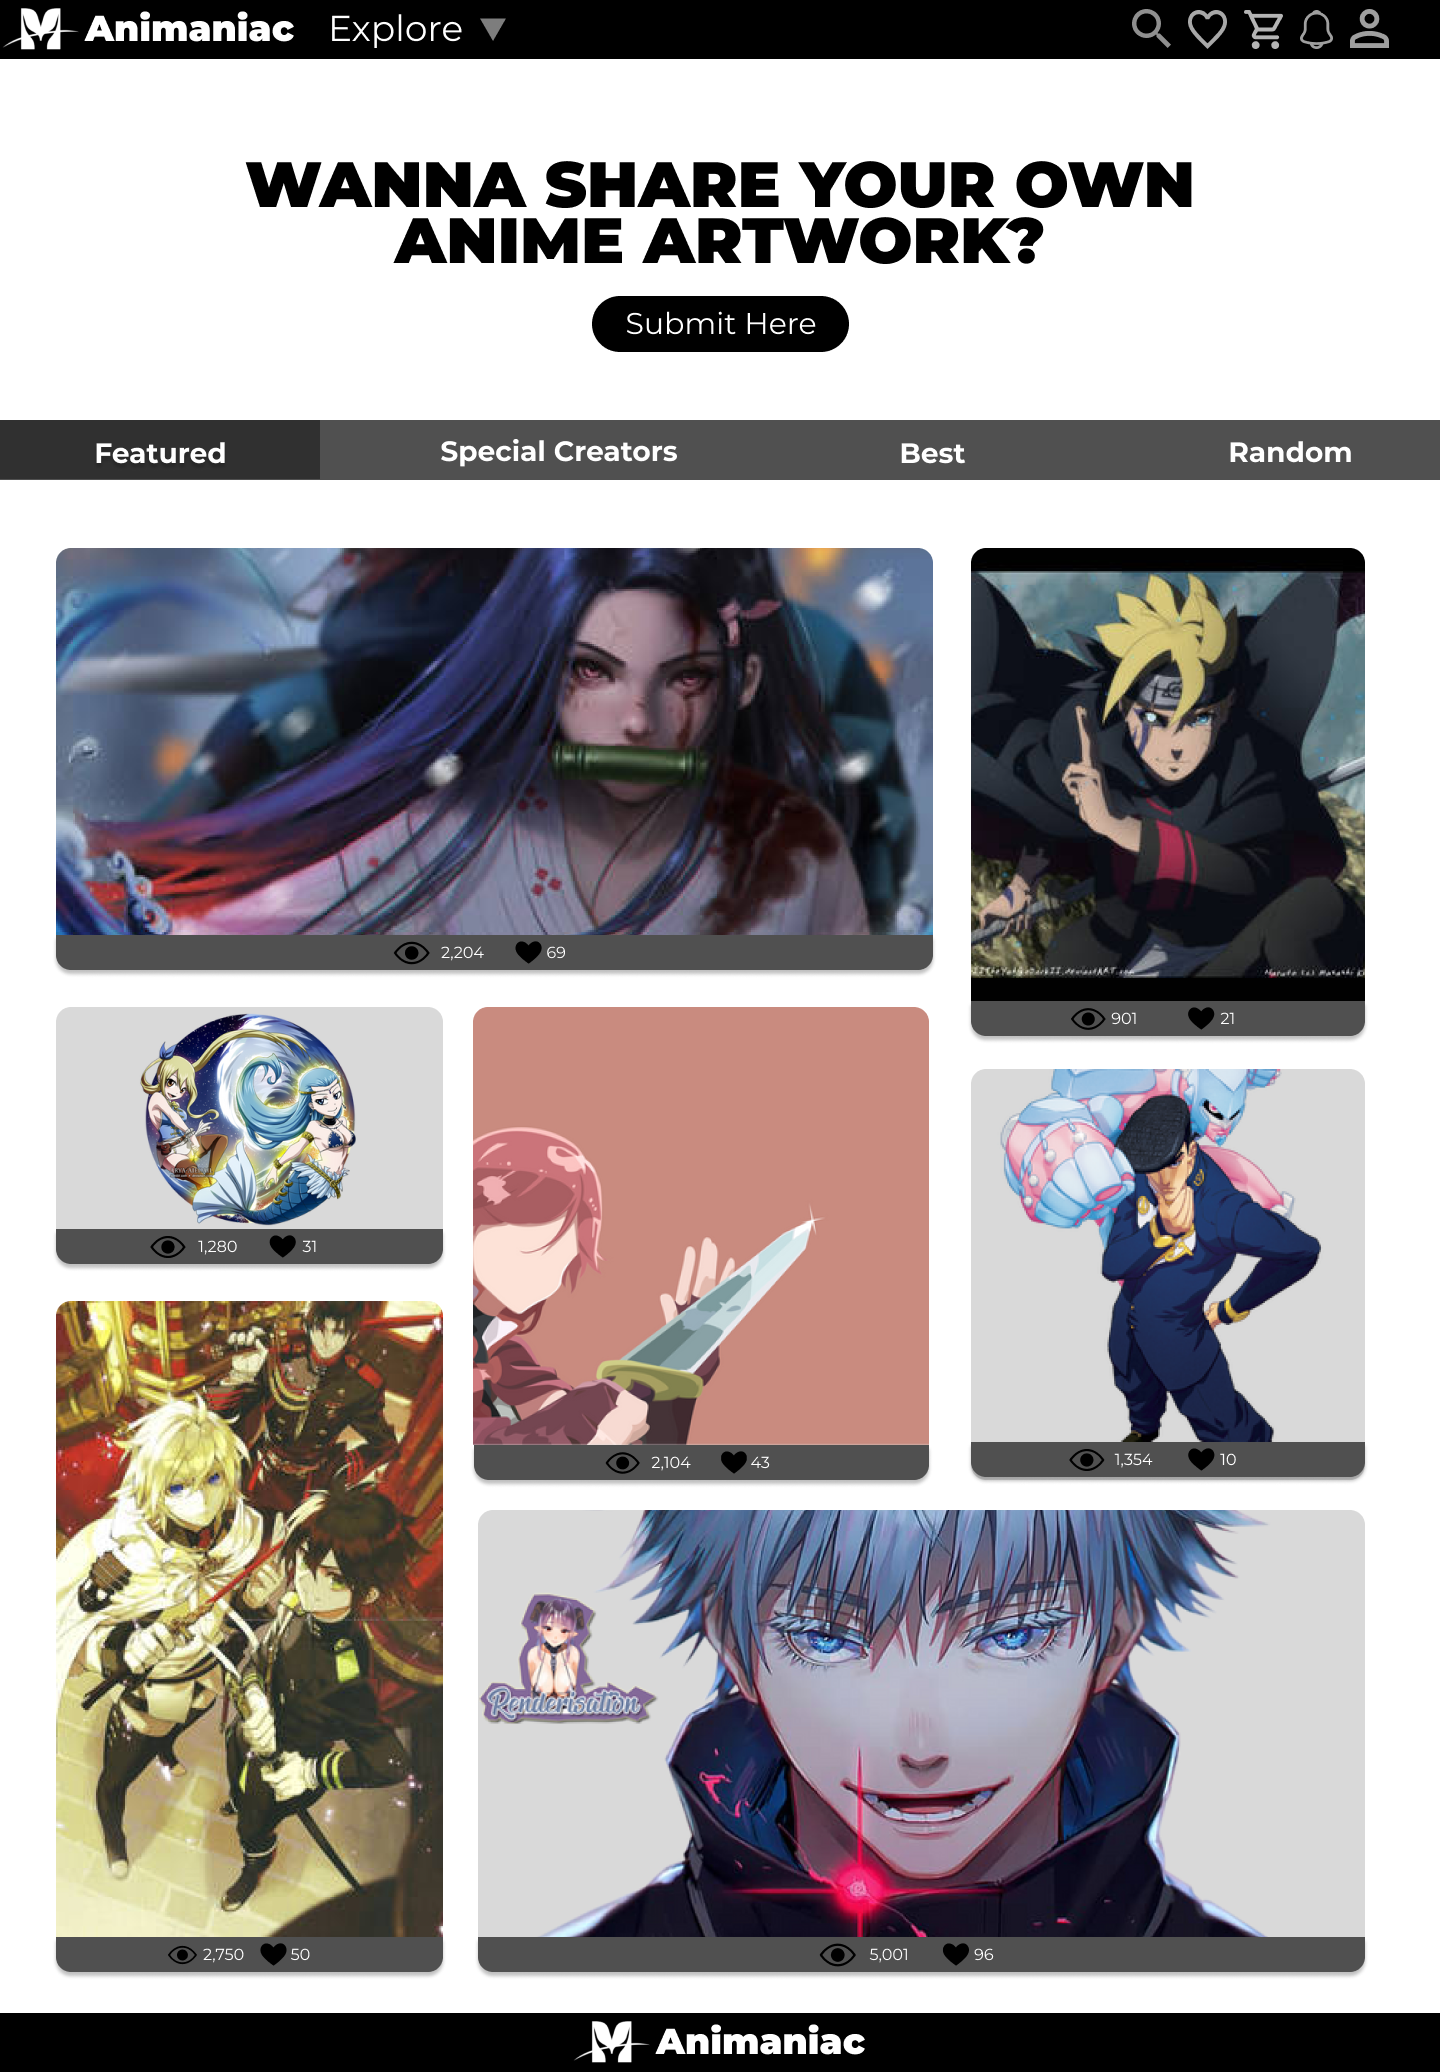 Animaniac Explore
WANNA SHARE YOUR OWN
ANIME ARTWORK?
Submit Here
Featured Special Creators Best Random
2,204 69
901 21
1,280 31
2,104 43
1,354 10
Renderisation
2,750 50
5,001 96
Animaniac